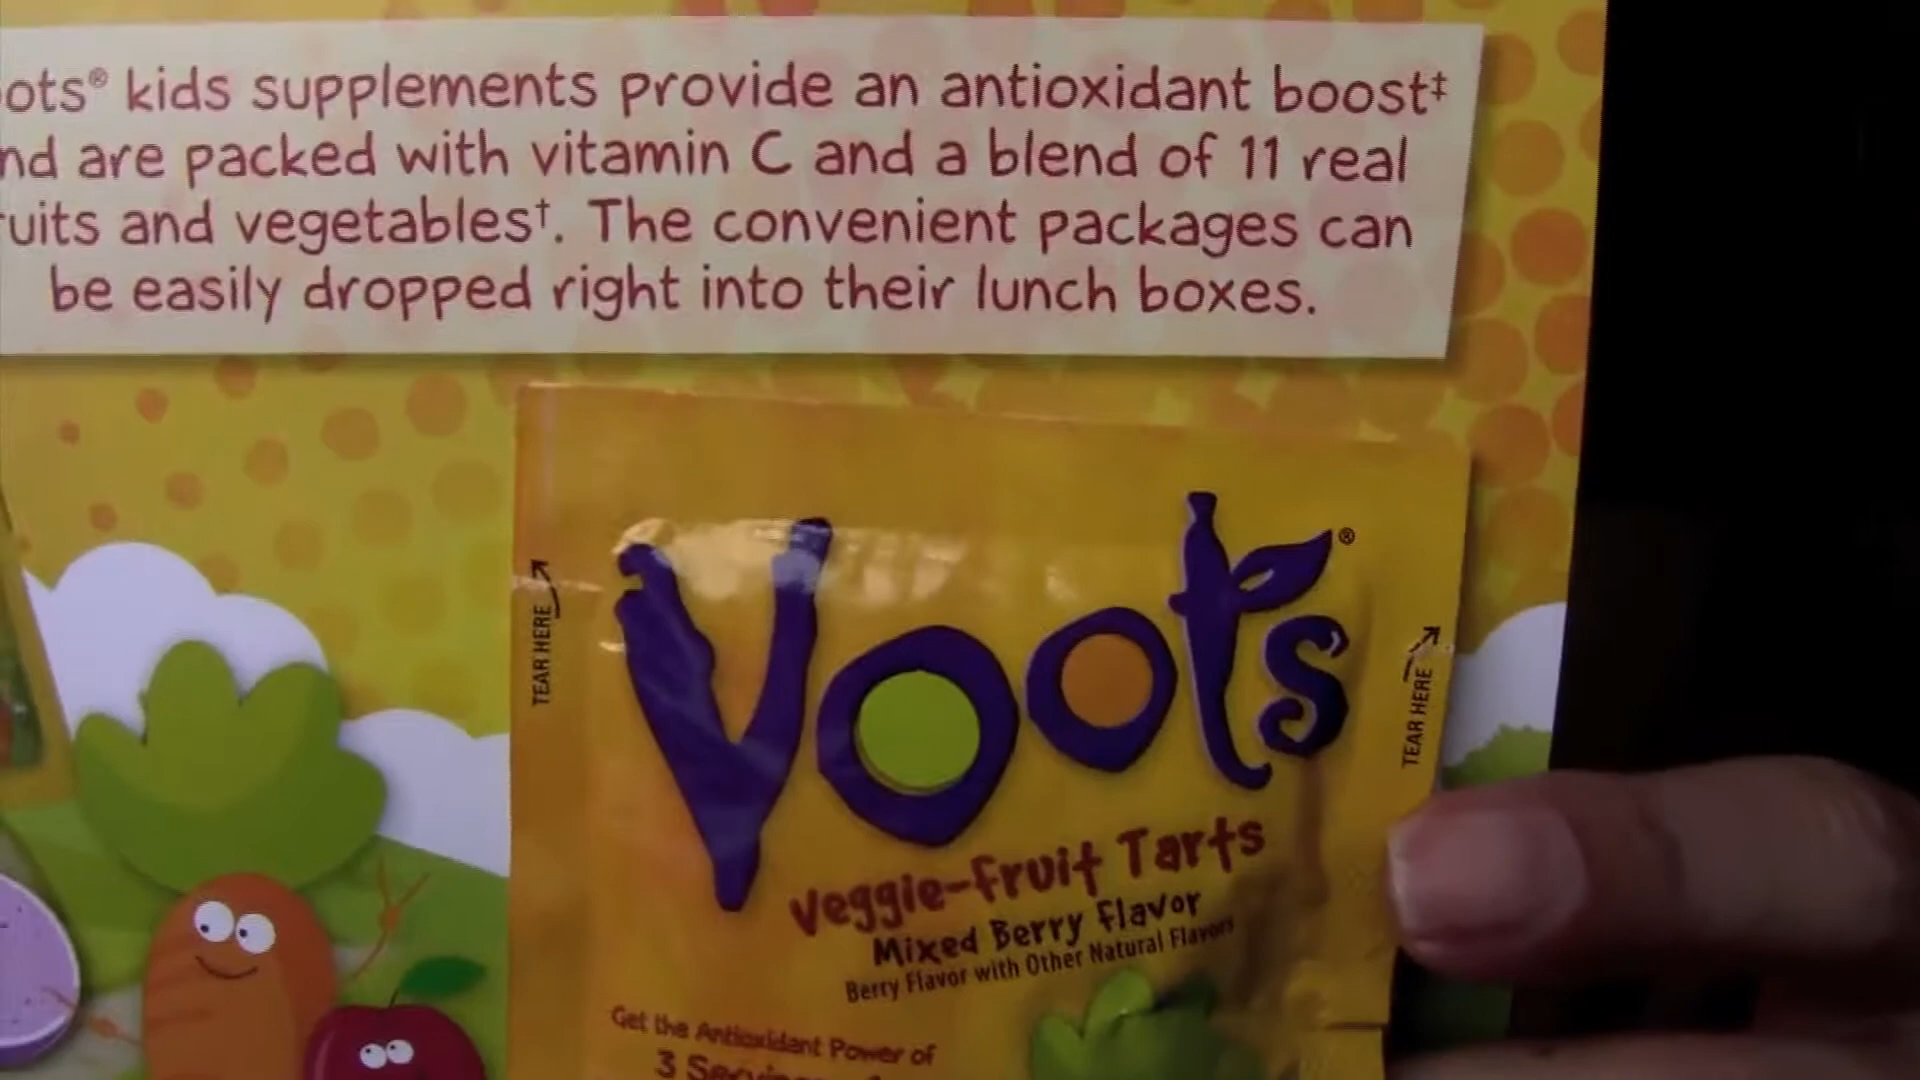 ots® kids supplements provide an antioxidant boost‡
nd are packed with vitamin C and a blend of 11 real
ruits and vegetables†. The convenient packages can
be easily dropped right into their lunch boxes.
TEAR HERE
Voots®
TEAR HERE
Veggie-Fruit Tarts
Mixed Berry Flavor
Berry Flavor with Other Natural Flavors
Get the Antioxidant Power of
3